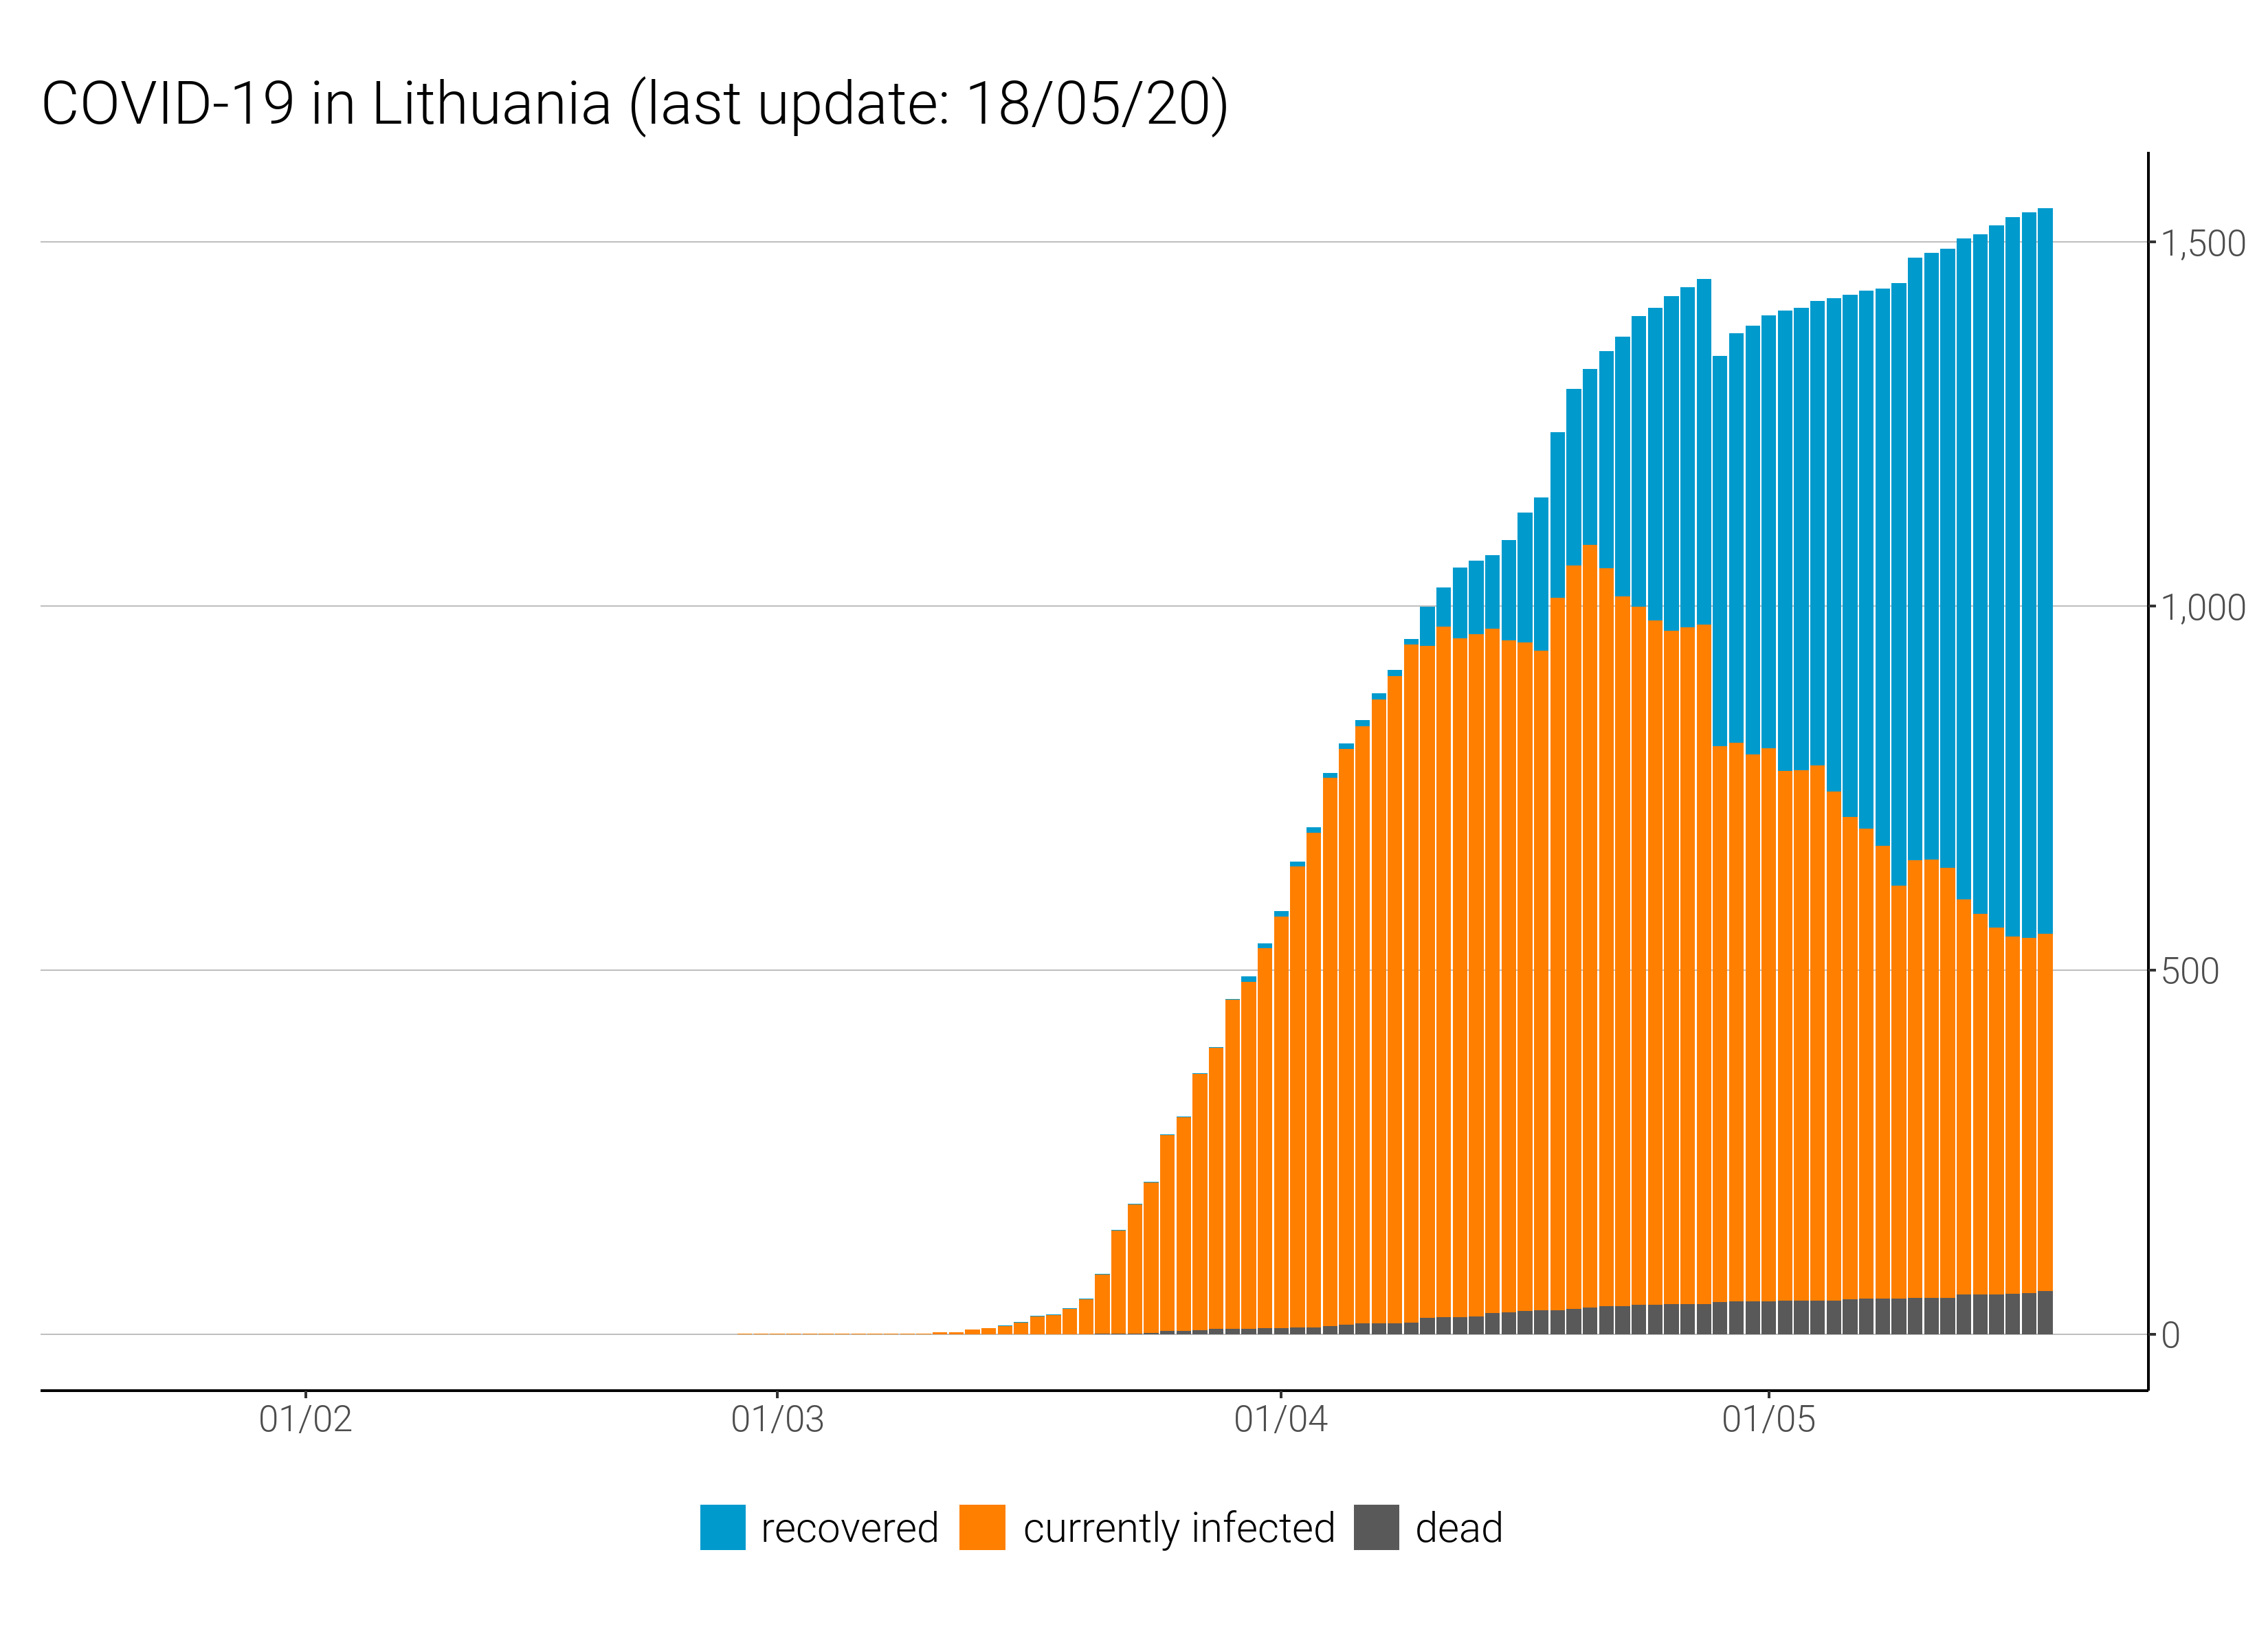 COVID-19 in Lithuania (last update: 18/05/20)
1,500
1,000
500
0
01/02 01/03 01/04 01/05
recovered currently infected dead